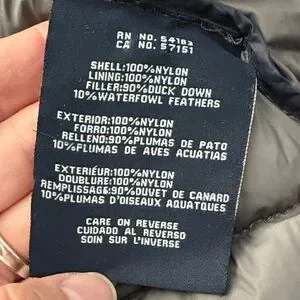 RN NO. 54163
CA NO. 57151
SHELL:100%NYLON
LINING:100%NYLON
FILLER:90%DUCK DOWN
10%WATERFOWL FEATHERS
EXTERIOR:100%NYLON
FORRO:100%NYLON
RELLENO:90%PLUMAS DE PATO
10%PLUMAS DE AVES ACUATIAS
EXTÉRIEUR:100%NYLON
DOUBLURE:100%NYLON
REMPLISSAGE:90%DUVET DE CANARD
10%PLUMAS D'OISEAUX AQUATQUES
CARE ON REVERSE
CUIDADO AL REVERSO
SOIN SUR L'INVERSE